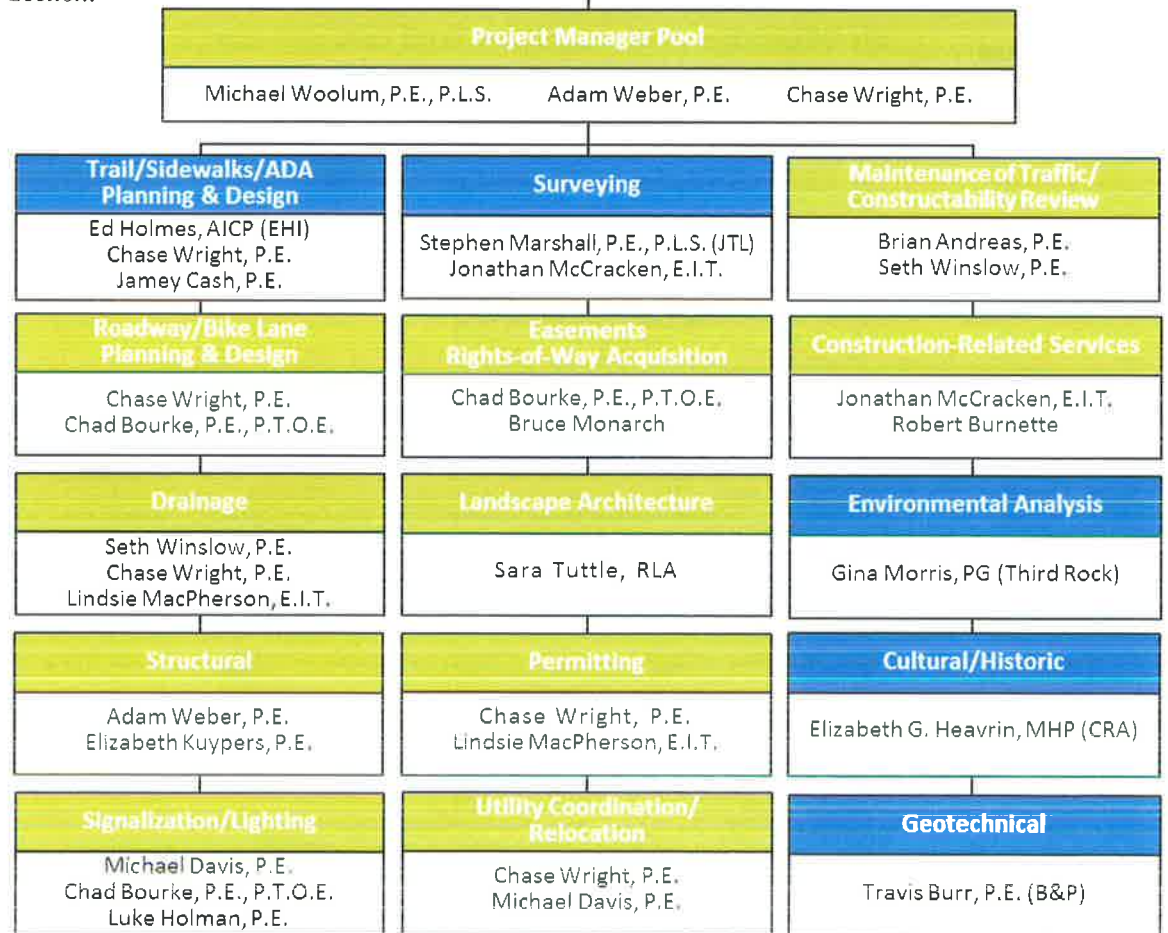 Project Manager Pool
Michael Woolum, P.E., P.L.S. Adam Weber, P.E. Chase Wright, P.E.
Trail/Sidewalks/ADA
Planning & Design
Ed Holmes, AICP (EHI)
Chase Wright, P.E.
Jamey Cash, P.E.
Surveying
Stephen Marshall, P.E., P.L.S. (JTL)
Jonathan McCracken, E.I.T.
Maintenance of Traffic/
Constructability Review
Brian Andreas, P.E.
Seth Winslow, P.E.
Roadway/Bike Lane
Planning & Design
Chase Wright, P.E.
Chad Bourke, P.E., P.T.O.E.
Easements
Rights-of-Way Acquisition
Chad Bourke, P.E., P.T.O.E.
Bruce Monarch
Construction-Related Services
Jonathan McCracken, E.I.T.
Robert Burnette
Drainage
Seth Winslow, P.E.
Chase Wright, P.E.
Lindsie MacPherson, E.I.T.
Landscape Architecture
Sara Tuttle, RLA
Environmental Analysis
Gina Morris, PG (Third Rock)
Structural
Adam Weber, P.E.
Elizabeth Kuypers, P.E.
Permitting
Chase Wright, P.E.
Lindsie MacPherson, E.I.T.
Cultural/Historic
Elizabeth G. Heavrin, MHP (CRA)
Signalization/Lighting
Michael Davis, P.E.
Chad Bourke, P.E., P.T.O.E.
Luke Holman, P.E.
Utility Coordination/
Relocation
Chase Wright, P.E.
Michael Davis, P.E.
Geotechnical
Travis Burr, P.E. (B&P)